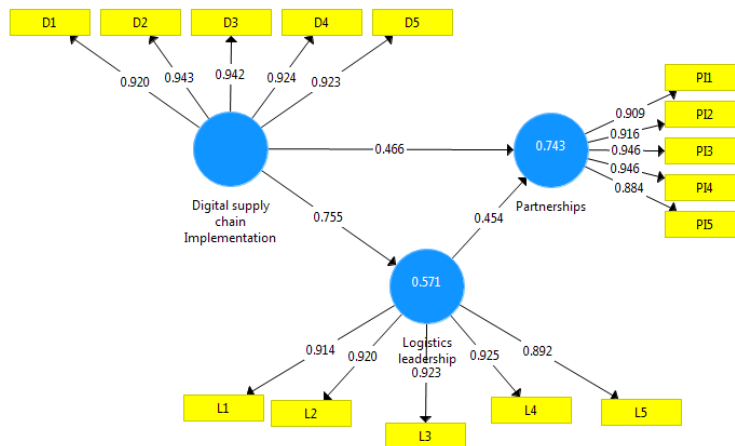 D1
D2
D3
D4
D5
0.920
0.943
0.942
0.924
0.923
Digital supply
chain
Implementation
0.466
0.755
0.743
Partnerships
0.454
0.909
0.916
0.946
0.946
0.884
PI1
PI2
PI3
PI4
PI5
0.571
Logistics
leadership
0.914
0.920
0.923
0.925
0.892
L1
L2
L3
L4
L5